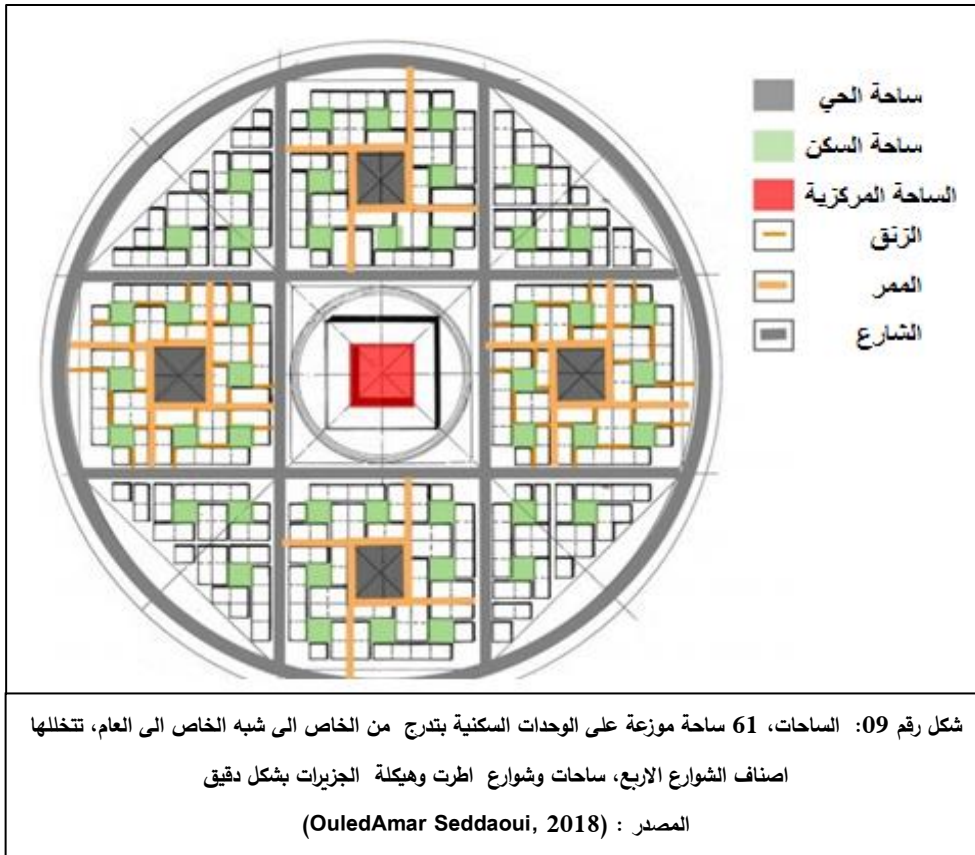 ساحة الحي
ساحة السكن
الساحة المركزية
الزنق
الممر
الشارع
شكل رقم 09: الساحات، 61 ساحة موزعة على الوحدات السكنية بتدرج من الخاص الى شبه الخاص الى العام، تتخللها
اصناف الشوارع الاربع، ساحات وشوارع اطرت وهيكلة الجزيرات بشكل دقيق
المصدر : (OuledAmar Seddaoui, 2018)